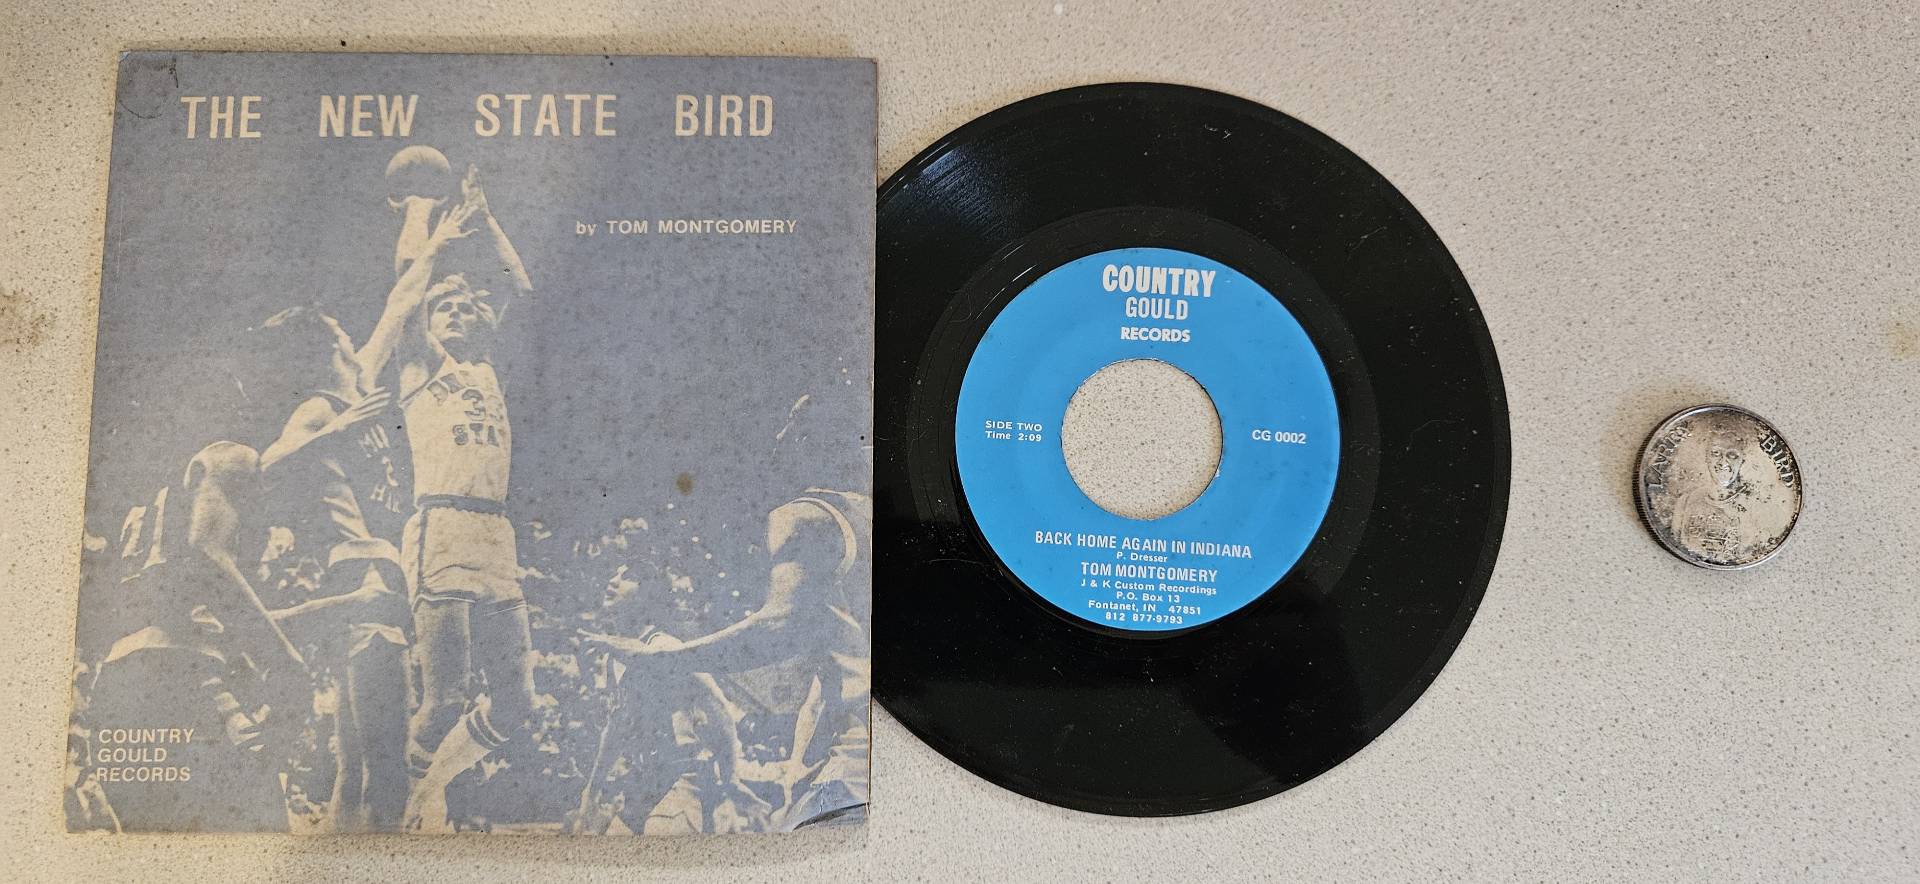 THE NEW STATE BIRD
by TOM MONTGOMERY
33
STA
COUNTRY
GOULD
RECORDS
COUNTRY
GOULD
RECORDS
SIDE TWO
Time 2:09
CG 0002
BACK HOME AGAIN IN INDIANA
P. Dresser
TOM MONTGOMERY
J & K Custom Recordings
P.O. Box 13
Fontanet, IN 47851
812 877-9793
LARRY BIRD